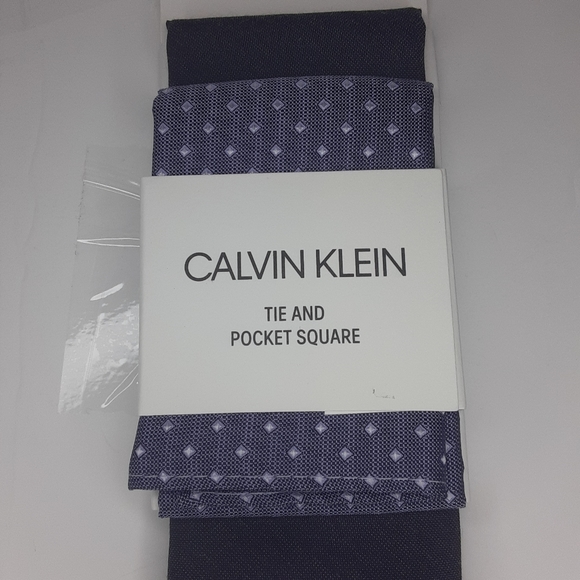 CALVIN KLEIN
TIE AND
POCKET SQUARE